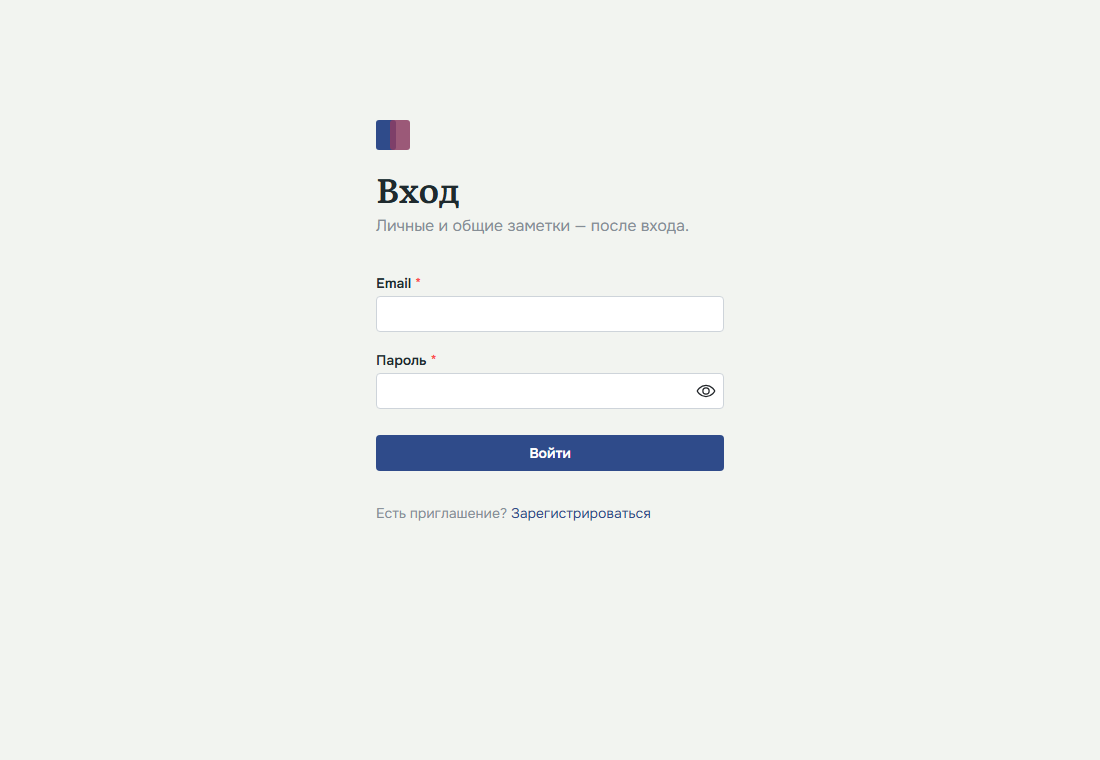 Вход
Личные и общие заметки — после входа.
Email *
Пароль *
Войти
Есть приглашение? Зарегистрироваться